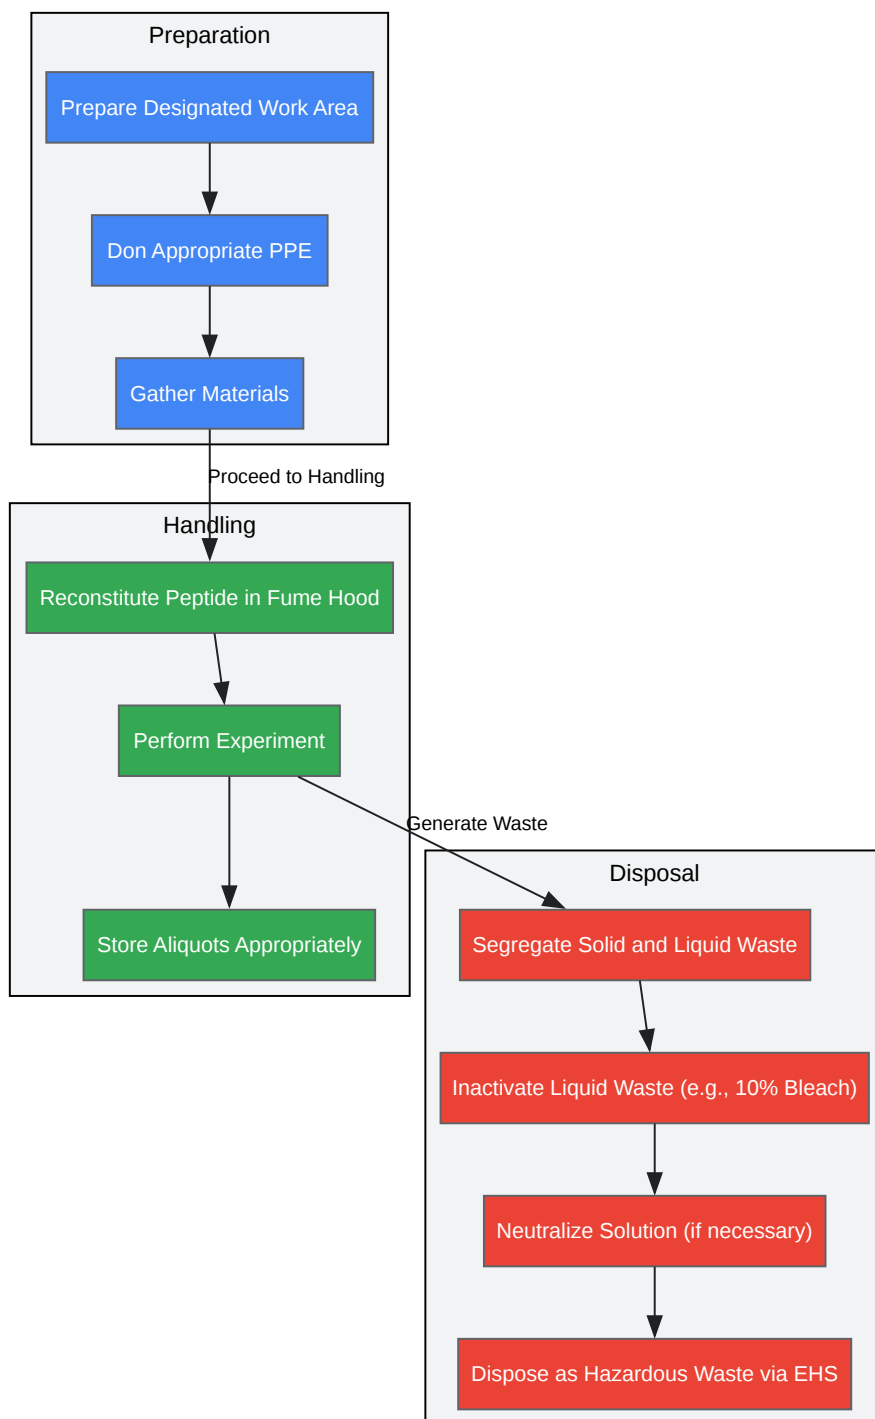 Preparation
Prepare Designated Work Area
Don Appropriate PPE
Gather Materials
Proceed to Handling
Handling
Reconstitute Peptide in Fume Hood
Perform Experiment
Generate Waste
Store Aliquots Appropriately
Disposal
Segregate Solid and Liquid Waste
Inactivate Liquid Waste (e.g., 10% Bleach)
Neutralize Solution (if necessary)
Dispose as Hazardous Waste via EHS